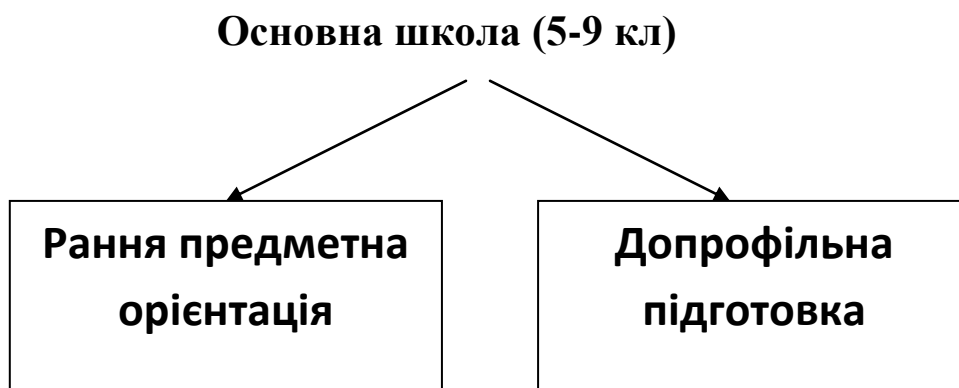 Основна школа (5-9 кл)
Рання предметна
орієнтація
Допрофільна
підготовка